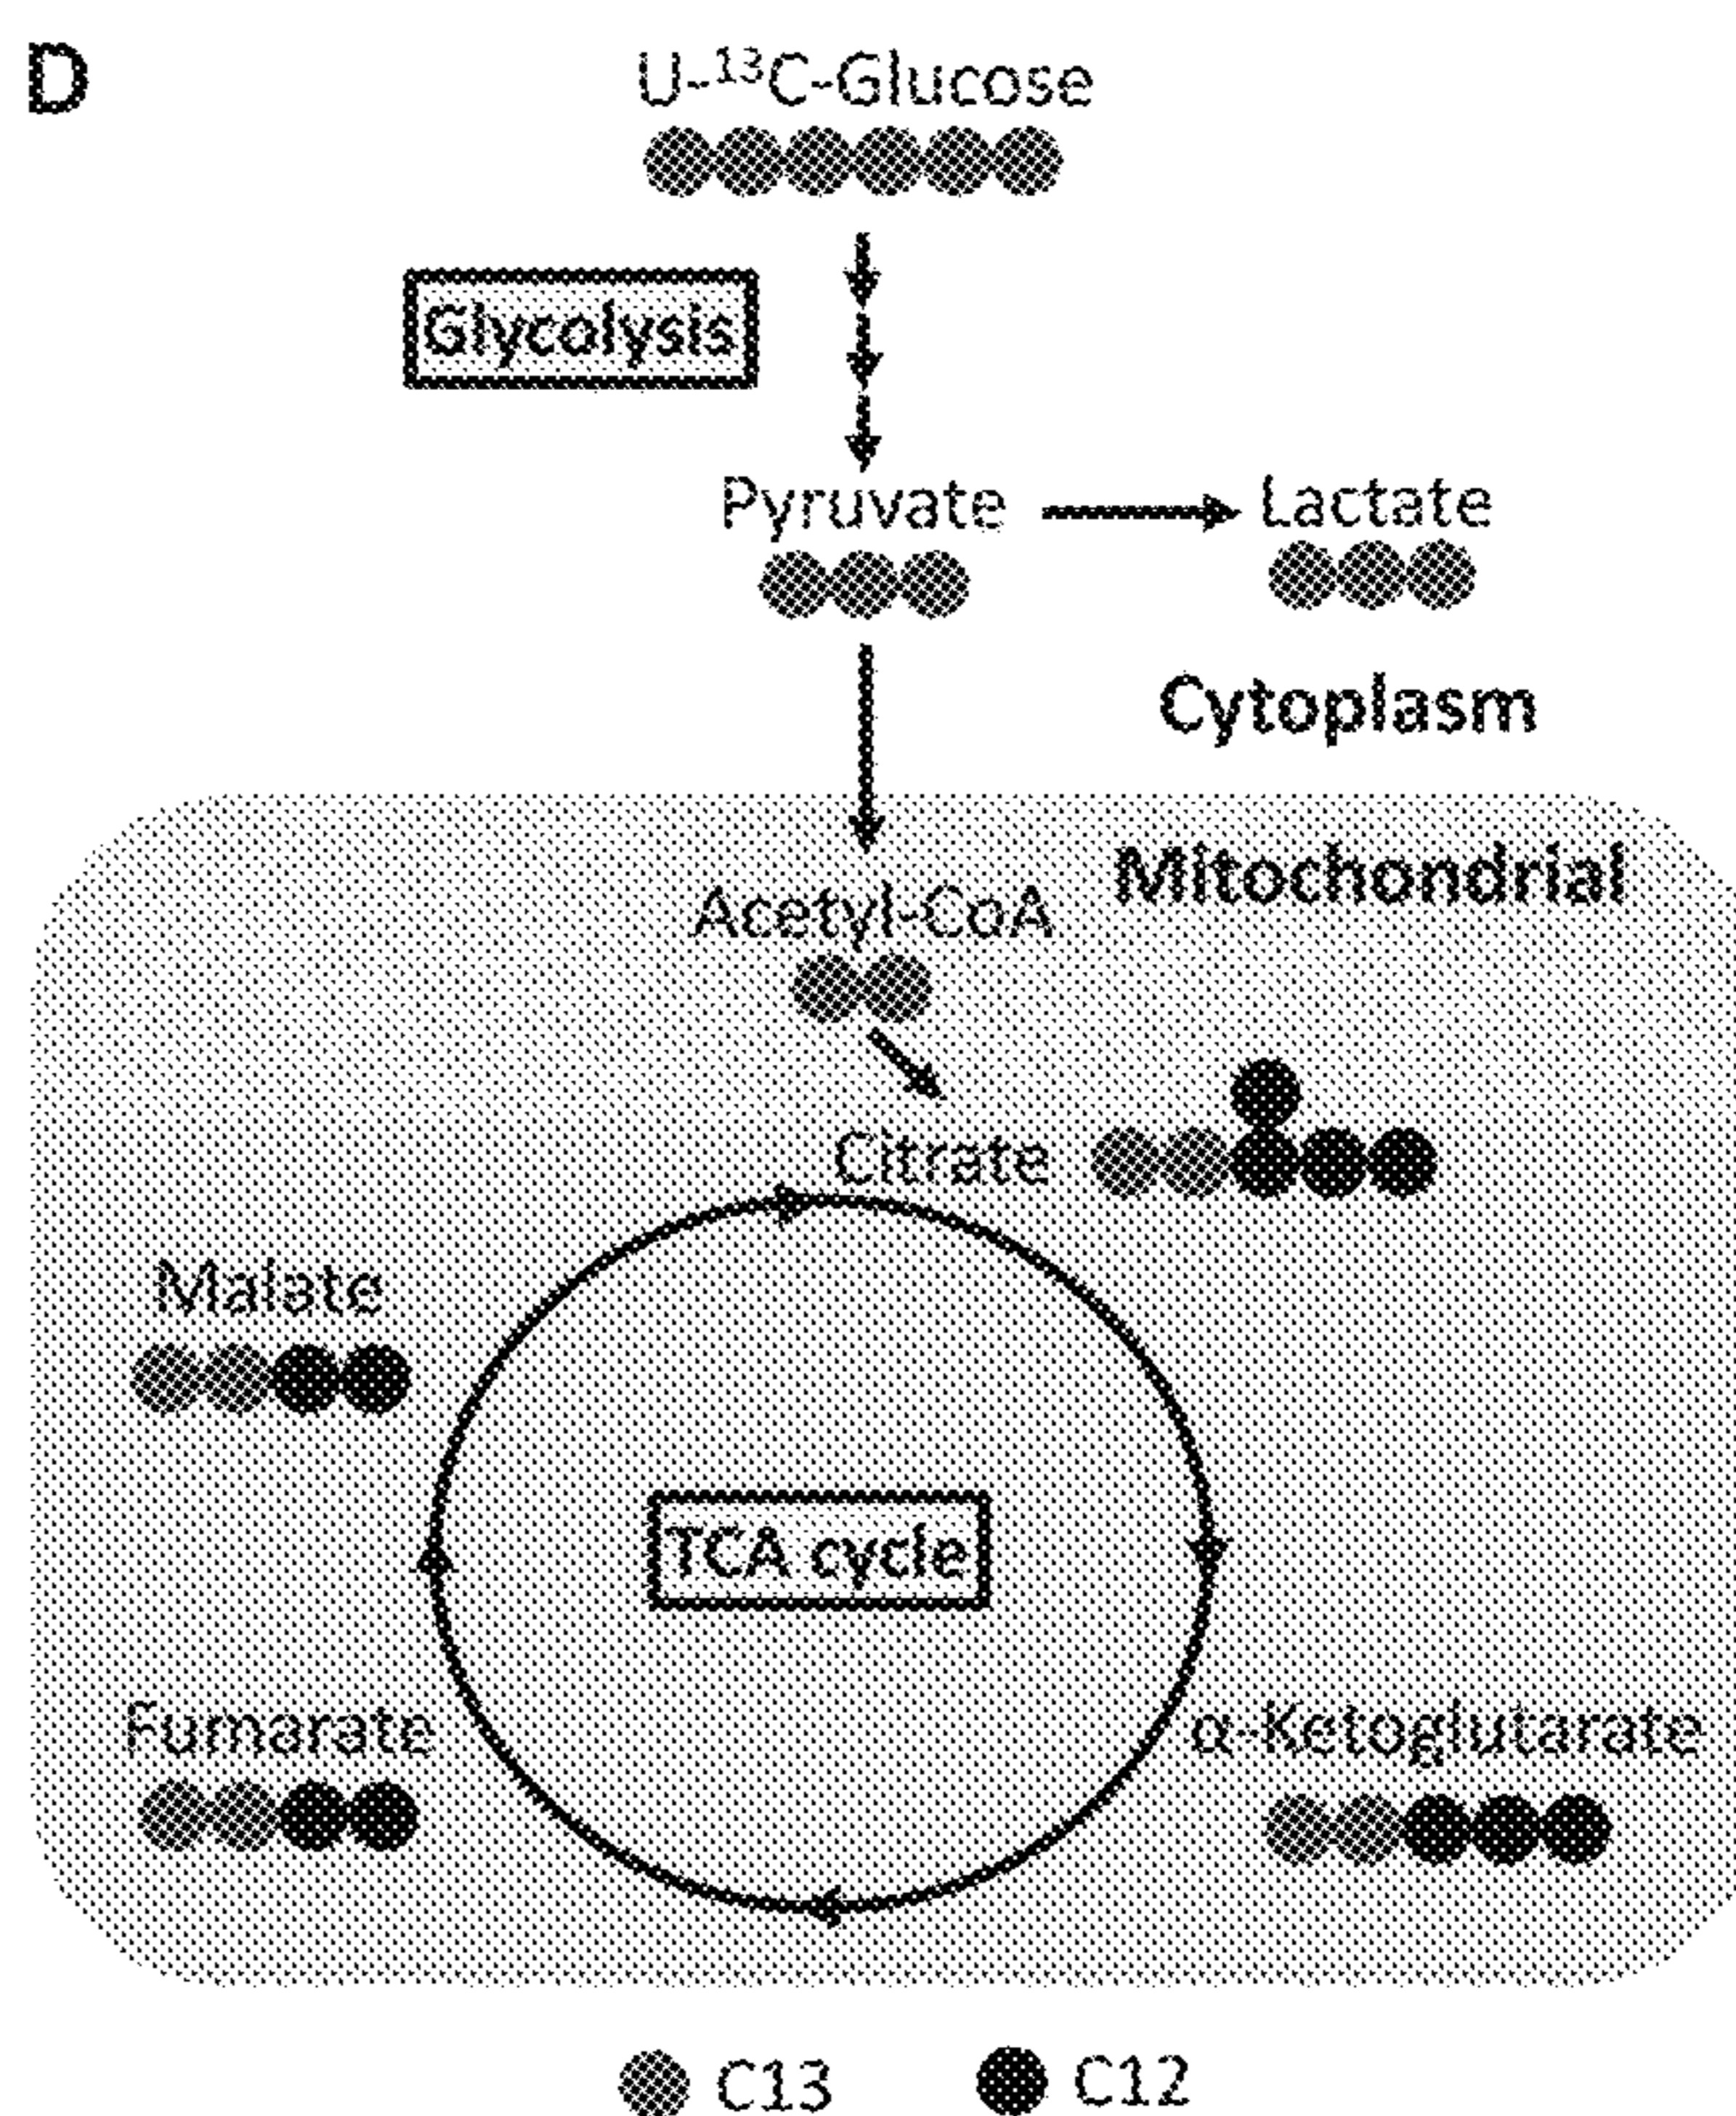 D
U-¹³C-Glucose
Glycolysis
Pyruvate
Lactate
Cytoplasm
Mitochondrial
Acetyl-CoA
Citrate
Malate
TCA cycle
Fumarate
α-Ketoglutarate
C13
C12